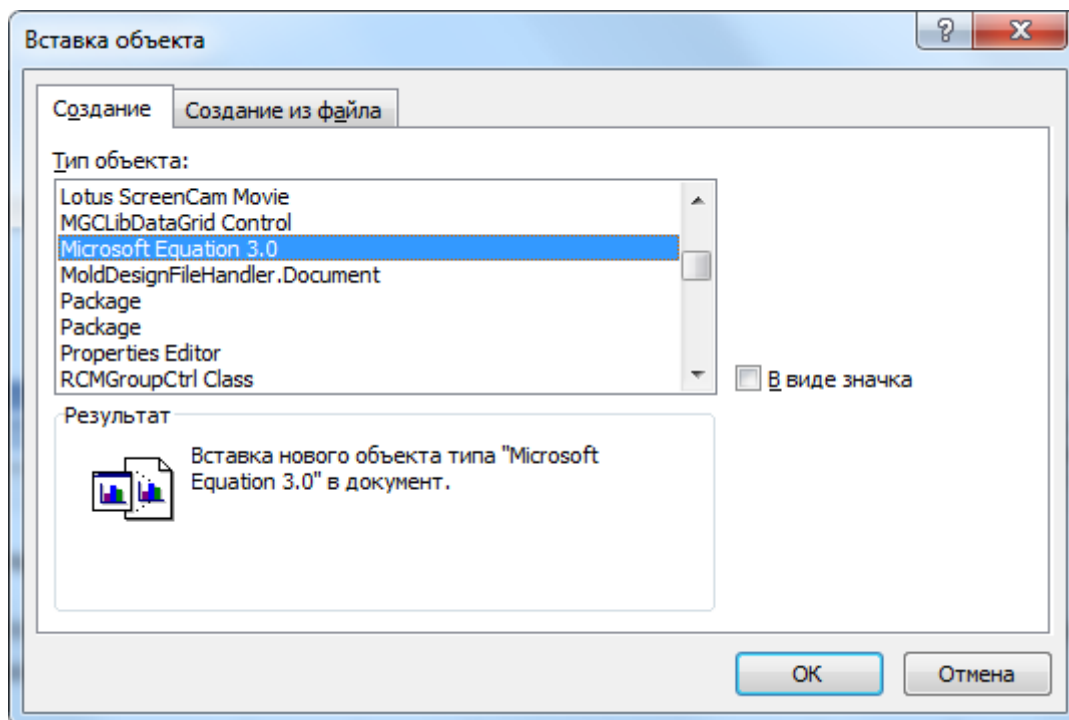 Вставка объекта
Создание
Создание из файла
Тип объекта:
Lotus ScreenCam Movie
MGCLibDataGrid Control
Microsoft Equation 3.0
MoldDesignFileHandler.Document
Package
Package
Properties Editor
RCMGroupCtrl Class
В виде значка
Результат
Вставка нового объекта типа "Microsoft
Equation 3.0" в документ.
ОК
Отмена